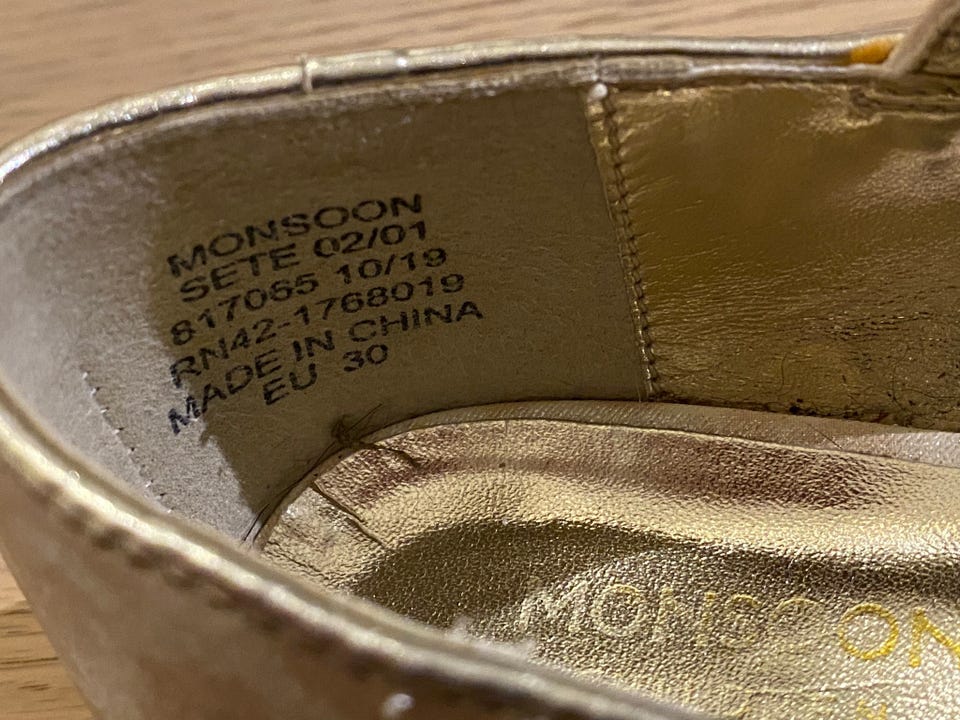 MONSOON
SETE 02/01
817065 10/19
RN42-1768019
MADE IN CHINA
EU 30
MONSOON